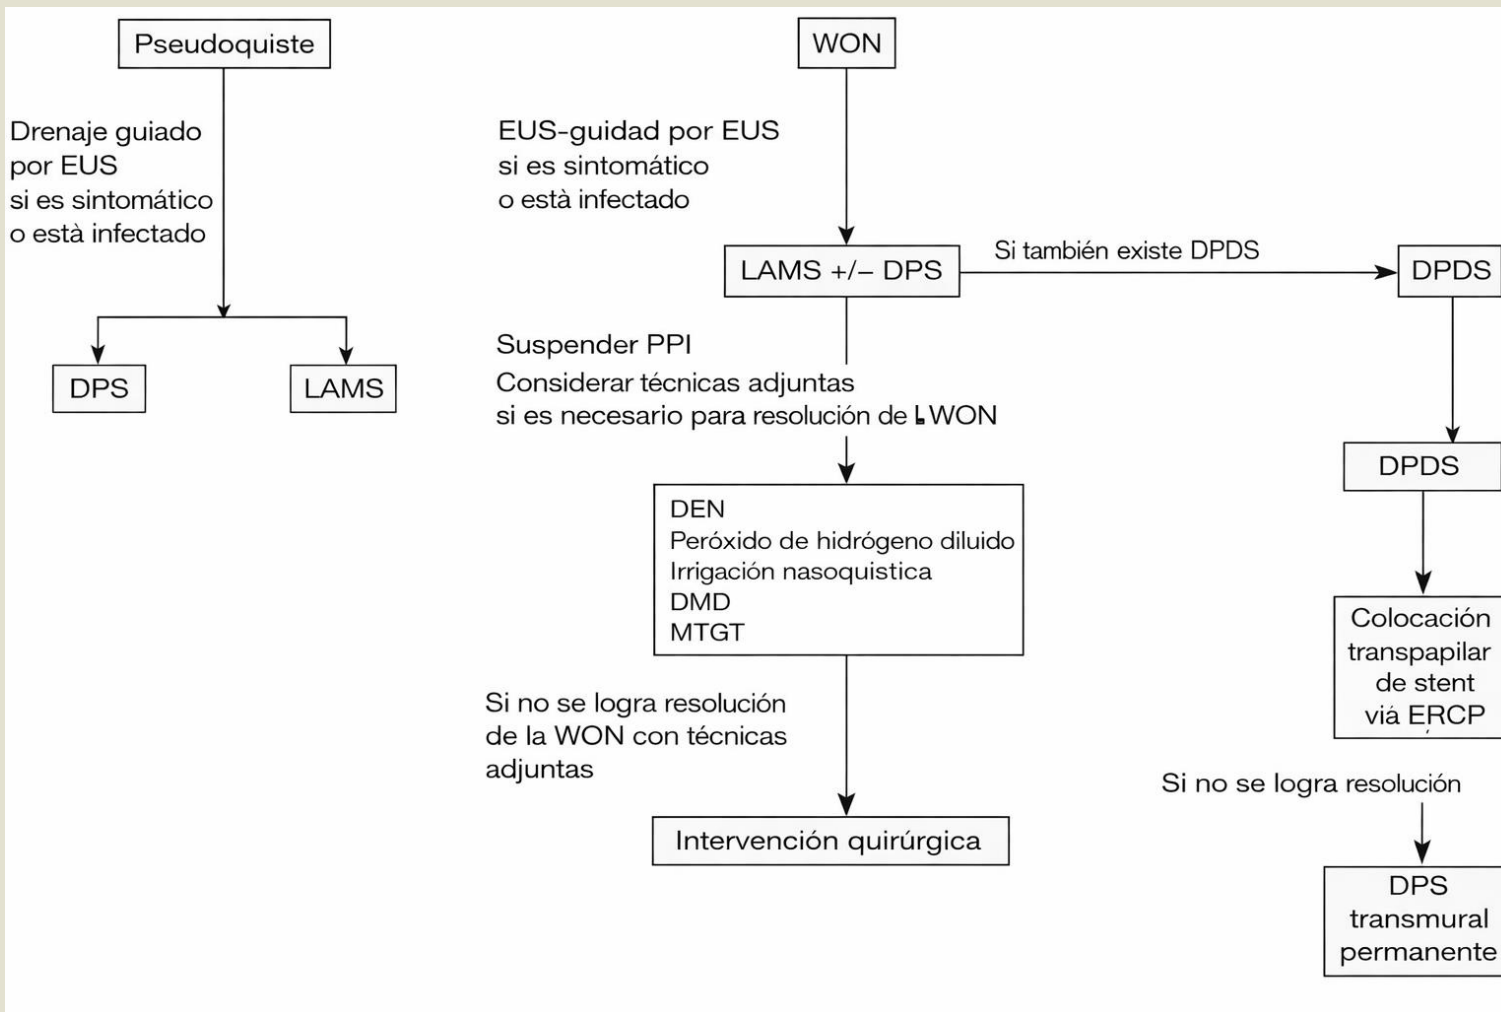 Pseudoquiste
Drenaje guiado
por EUS
si es sintomático
o està infectado
DPS
LAMS
WON
EUS-guidad por EUS
si es sintomático
o està infectado
LAMS +/− DPS
Si también existe DPDS
DPDS
Suspender PPI
Considerar técnicas adjuntas
si es necesario para resolución de WON
DEN
Peróxido de hidrógeno diluido
Irrigación nasoquistica
DMD
MTGT
Si no se logra resolución
de la WON con técnicas
adjuntas
Intervención quirúrgica
DPDS
Colocación
transpapilar
de stent
viá ERCP
Si no se logra resolución
DPS
transmural
permanente